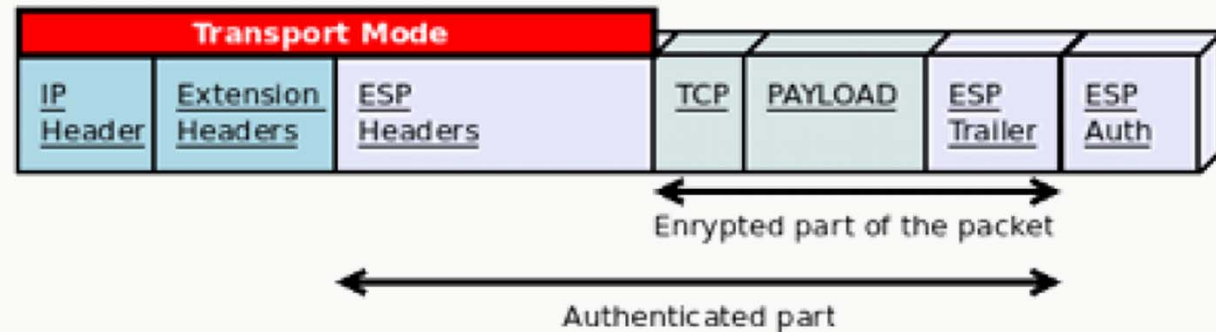 Transport Mode
IP
Header
Extension
Headers
ESP
Headers
TCP
PAYLOAD
ESP
Trailer
ESP
Auth
Enrypted part of the packet
Authenticated part